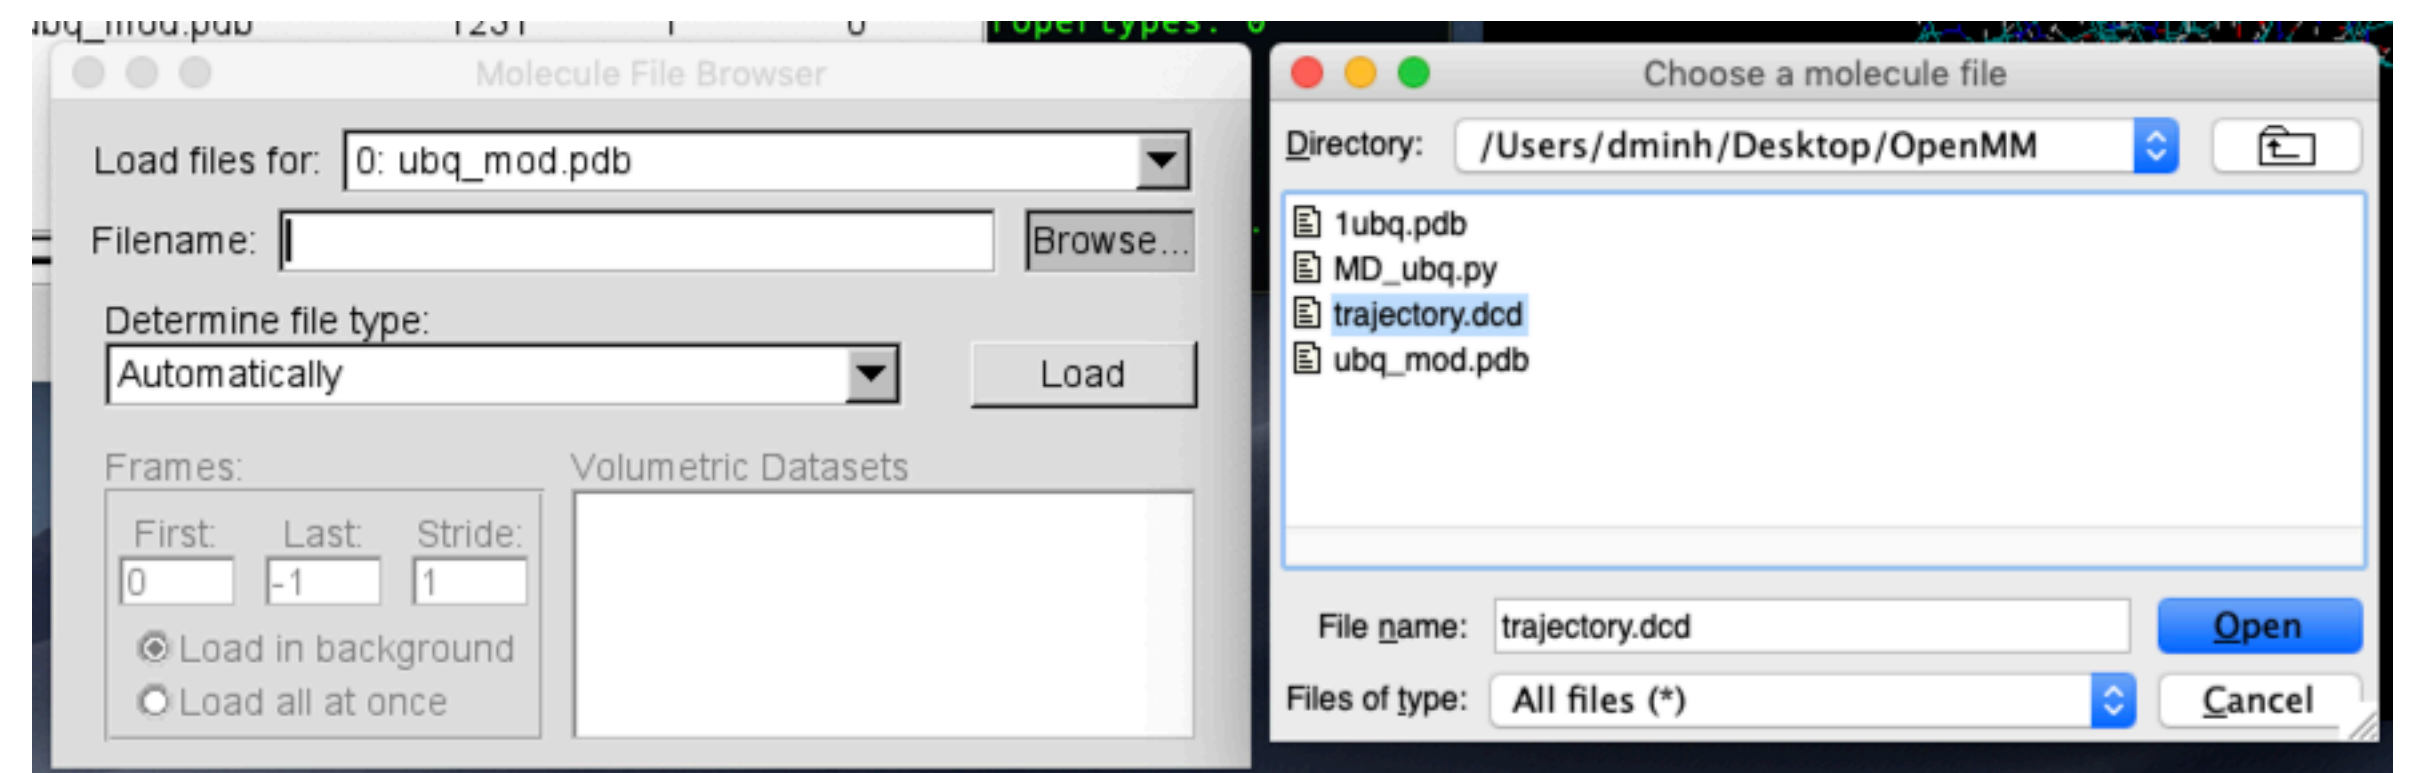 1231 1 0
Molecule File Browser
Load files for: 0: ubq_mod.pdb
Filename: Browse...
Determine file type:
Automatically Load
Frames: Volumetric Datasets
First: Last: Stride:
0 -1 1
Load in background
Load all at once
Choose a molecule file
Directory: /Users/dminh/Desktop/OpenMM
1ubq.pdb
MD_ubq.py
trajectory.dcd
ubq_mod.pdb
File name: trajectory.dcd Open
Files of type: All files (*) Cancel